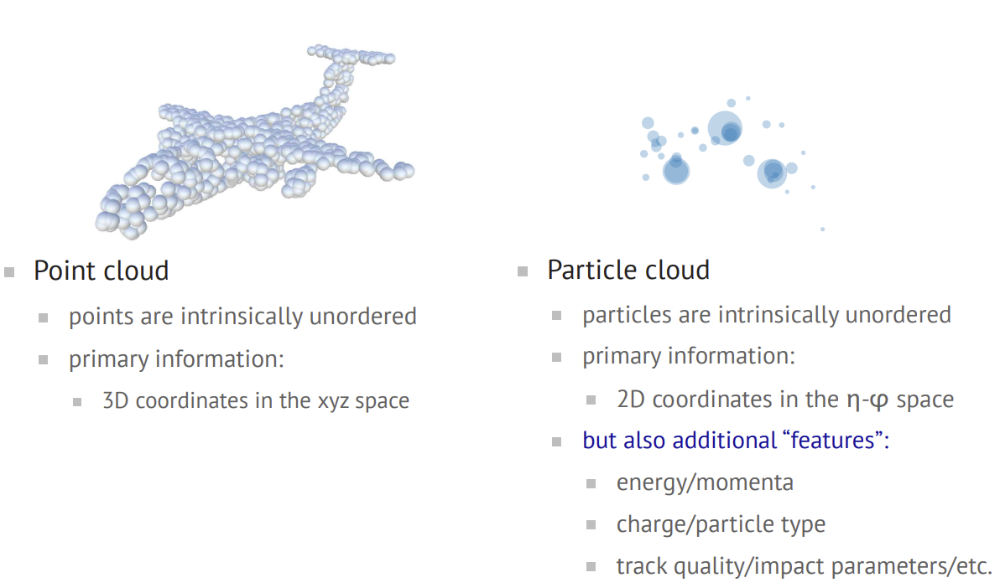 Point cloud
points are intrinsically unordered
primary information:
3D coordinates in the xyz space
Particle cloud
particles are intrinsically unordered
primary information:
2D coordinates in the η-φ space
but also additional “features”:
energy/momenta
charge/particle type
track quality/impact parameters/etc.